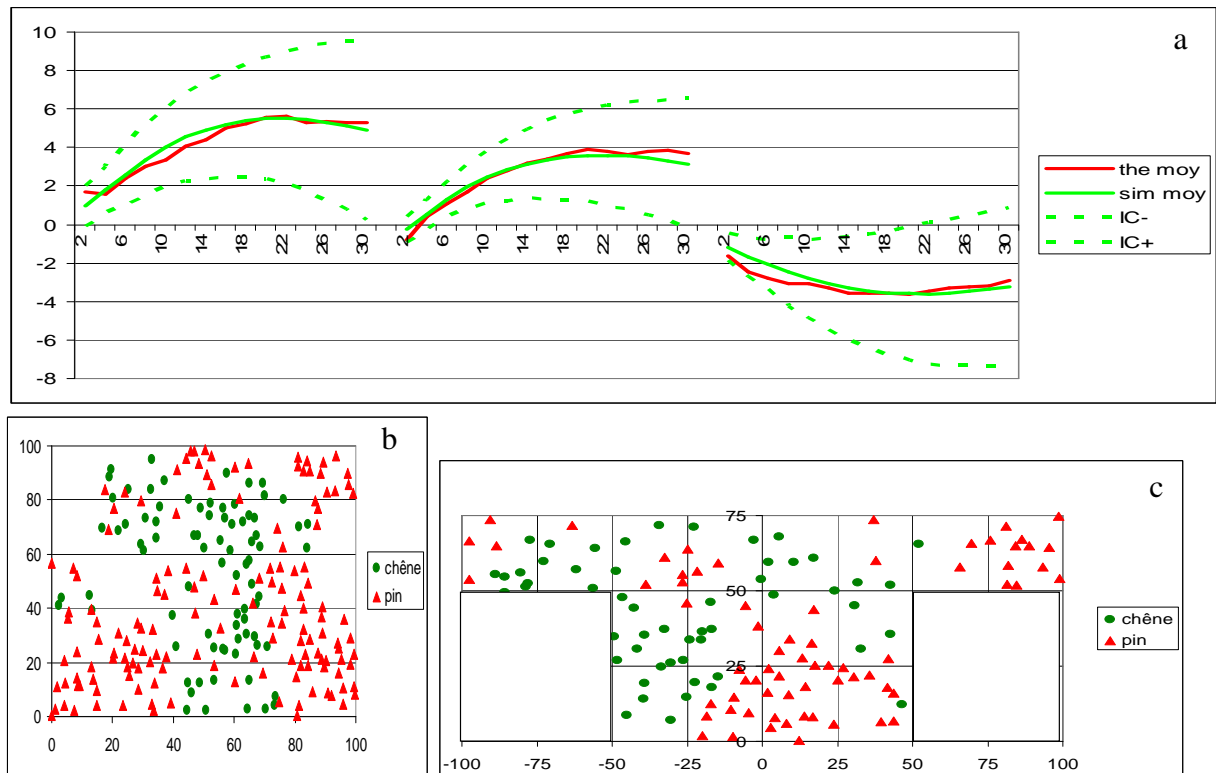 a
10
8
6
4
2
0
-2
-4
-6
-8
2 6 10 14 18 22 26 30 2 6 10 14 18 22 26 30 2 6 10 14 18 22 26 30
the moy
sim moy
IC-
IC+
b
100
80
60
40
20
0
0 20 40 60 80 100
chêne
pin
c
75
50
25
0
-100 -75 -50 -25 0 25 50 75 100
chêne
pin